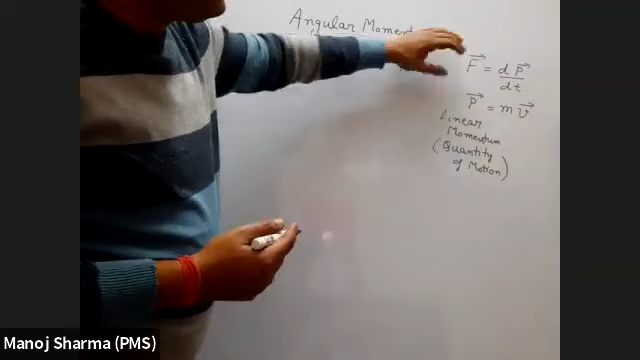 Angular Moment
F = dP/dt
P = mv
Linear
Momentum
(Quantity
of Motion)
Manoj Sharma (PMS)